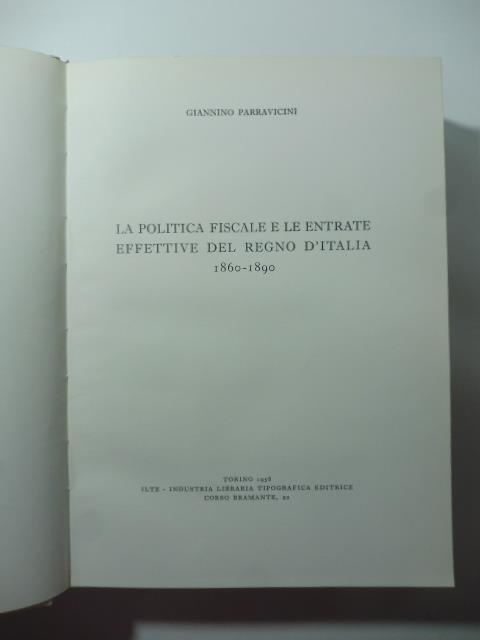 GIANNINO PARRAVICINI
LA POLITICA FISCALE E LE ENTRATE
EFFETTIVE DEL REGNO D'ITALIA
1860-1890
TORINO 1958
ILTE - INDUSTRIA LIBRARIA TIPOGRAFICA EDITRICE
CORSO BRAMANTE, 20